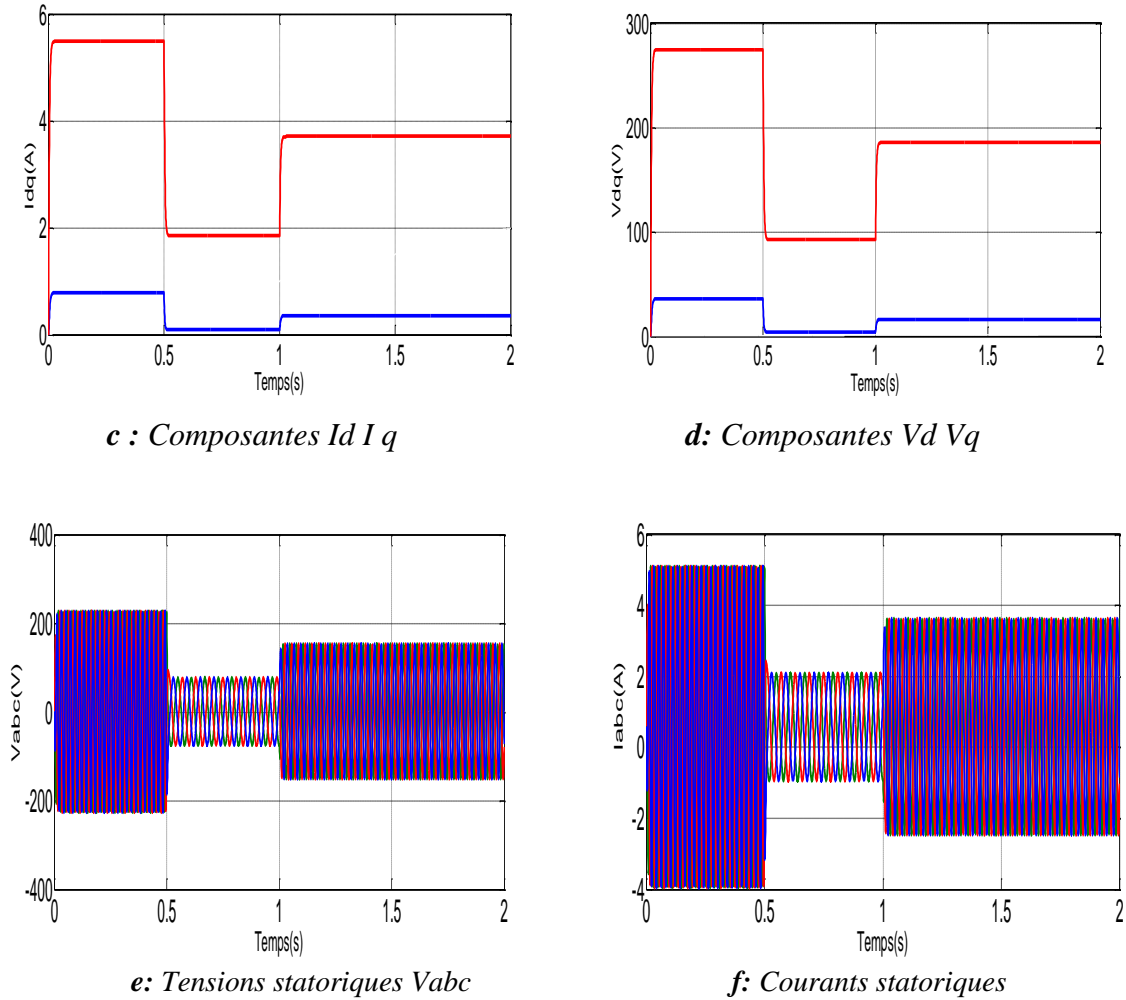 6
4
2
0
Idq(A)
0 0.5 1 1.5 2
Temps(s)
c : Composantes Id I q
300
200
100
0
Vdq(V)
0 0.5 1 1.5 2
Temps(s)
d: Composantes Vd Vq
400
200
0
-200
-400
Vabc(V)
0 0.5 1 1.5 2
Temps(s)
e: Tensions statoriques Vabc
6
4
2
0
-2
-4
Iabc(A)
0 0.5 1 1.5 2
Temps(s)
f: Courants statoriques